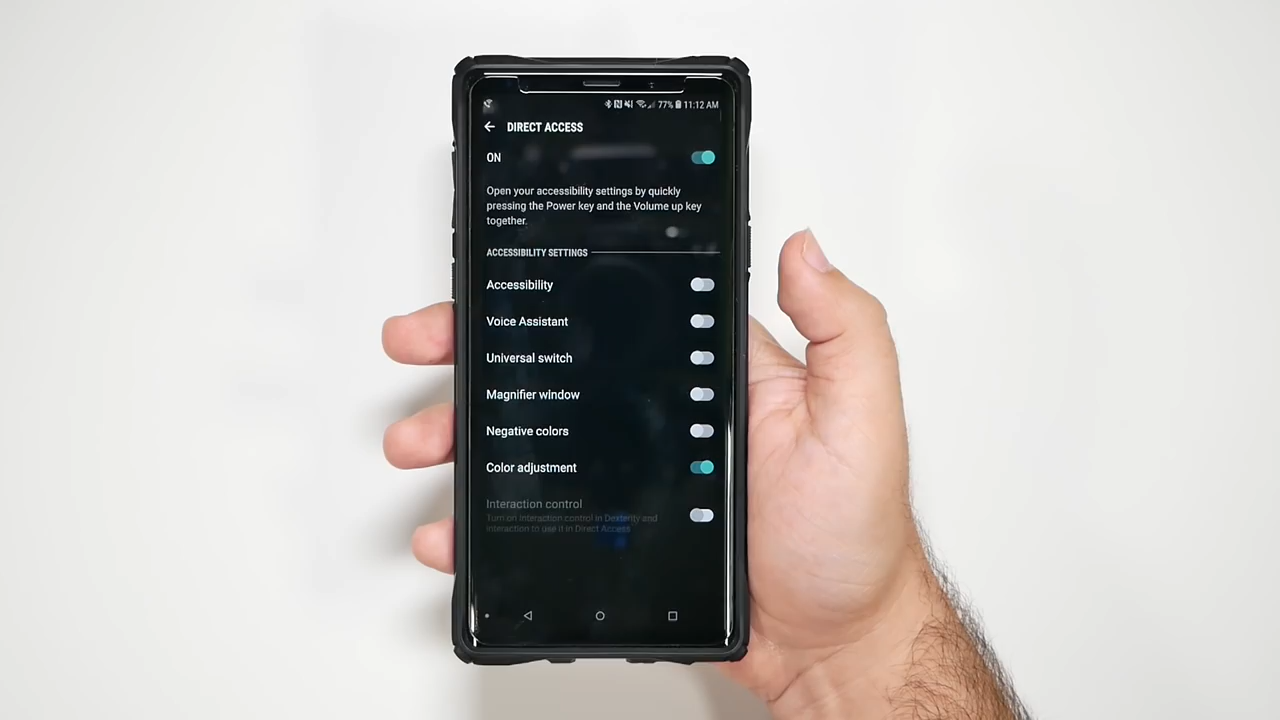 77% 11:12 AM
DIRECT ACCESS
ON
Open your accessibility settings by quickly
pressing the Power key and the Volume up key
together.
ACCESSIBILITY SETTINGS
Accessibility
Voice Assistant
Universal switch
Magnifier window
Negative colors
Color adjustment
Interaction control
Turn on Interaction control in Dexterity and
interaction to use it in Direct Access